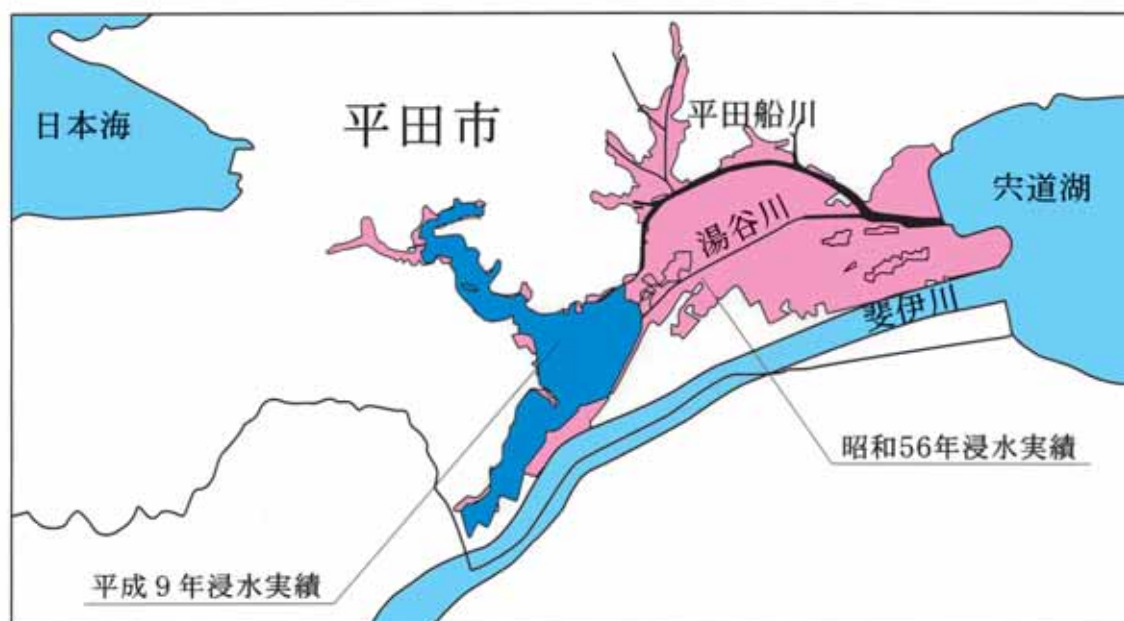 日本海
平田市
平田船川
宍道湖
湯谷川
斐伊川
昭和56年浸水実績
平成9年浸水実績